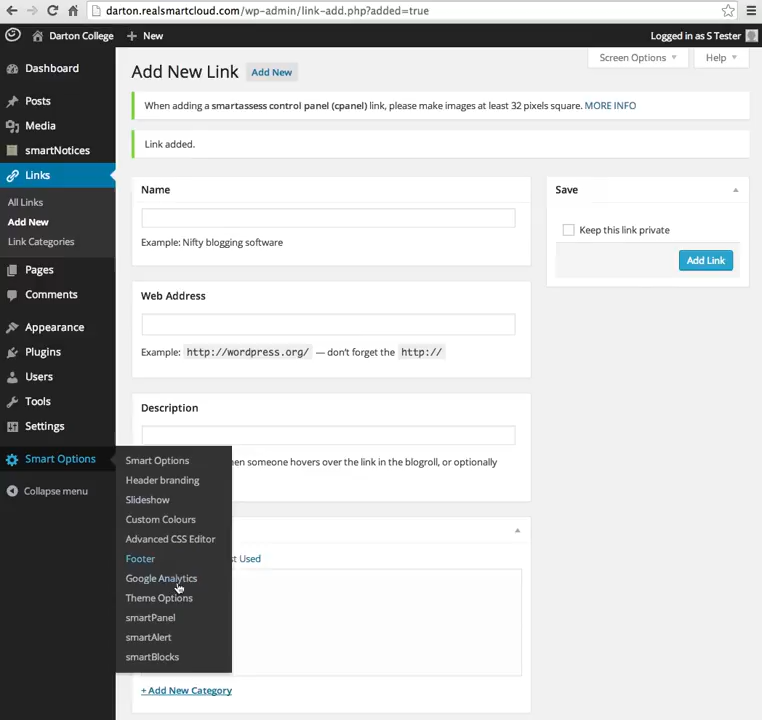 darton.realsmartcloud.com/wp-admin/link-add.php?added=true
Darton College
New
Logged in as S Tester
Screen Options
Help
Dashboard
Posts
Media
smartNotices
Links
All Links
Add New
Link Categories
Pages
Comments
Appearance
Plugins
Users
Tools
Settings
Smart Options
Collapse menu
Smart Options
Header branding
Slideshow
Custom Colours
Advanced CSS Editor
Footer
Google Analytics
Theme Options
smartPanel
smartAlert
smartBlocks
Add New Link
Add New
When adding a smartassess control panel (cpanel) link, please make images at least 32 pixels square. MORE INFO
Link added.
Name
Example: Nifty blogging software
Web Address
Example: http://wordpress.org/ — don't forget the http://
Description
hen someone hovers over the link in the blogroll, or optionally
st Used
+ Add New Category
Save
Keep this link private
Add Link